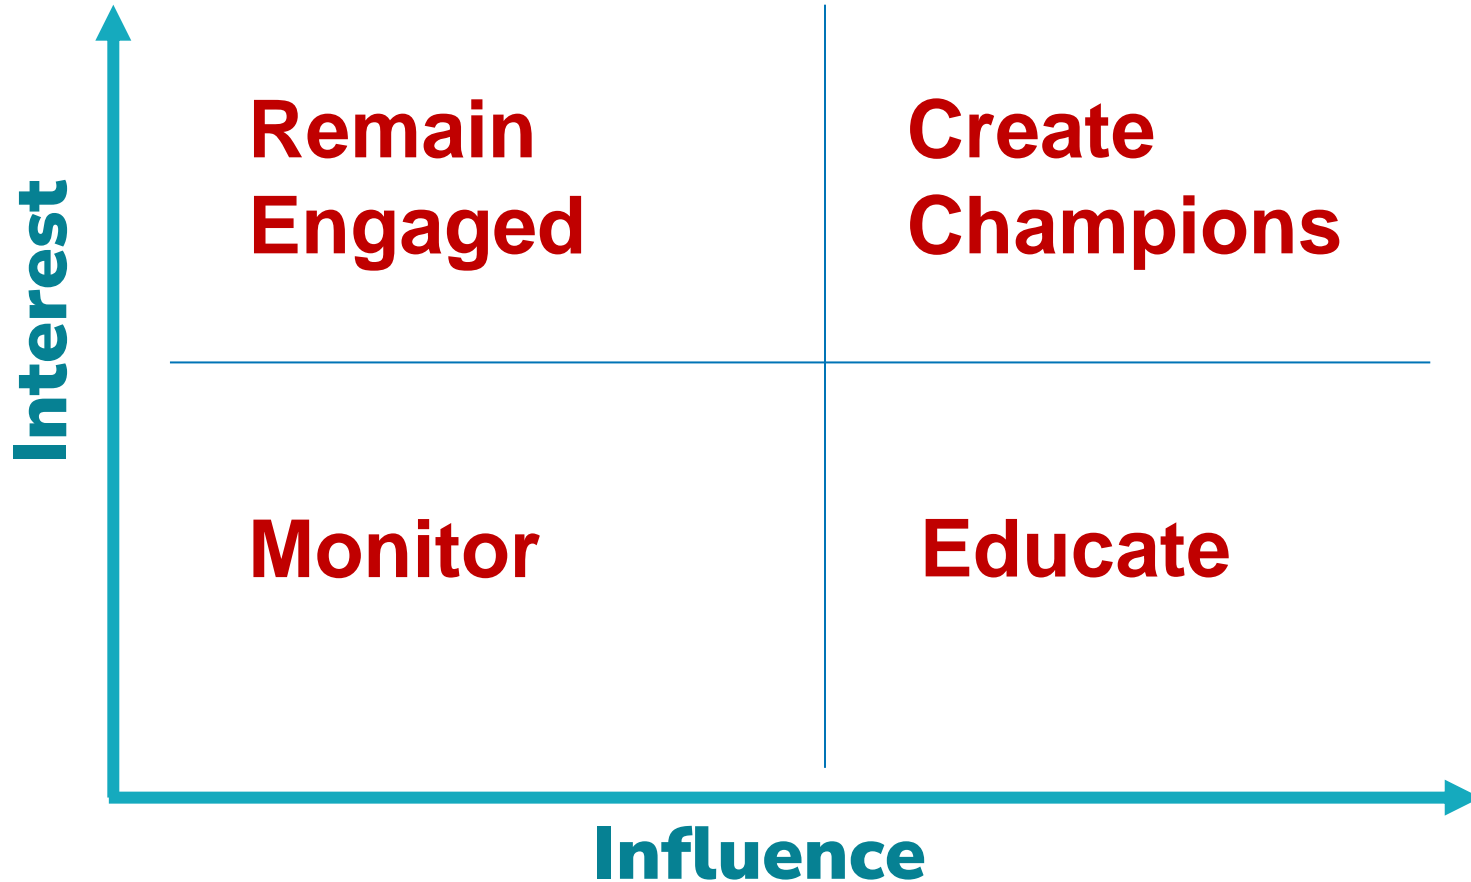 Remain
Engaged
Create
Champions
Interest
Monitor
Educate
Influence